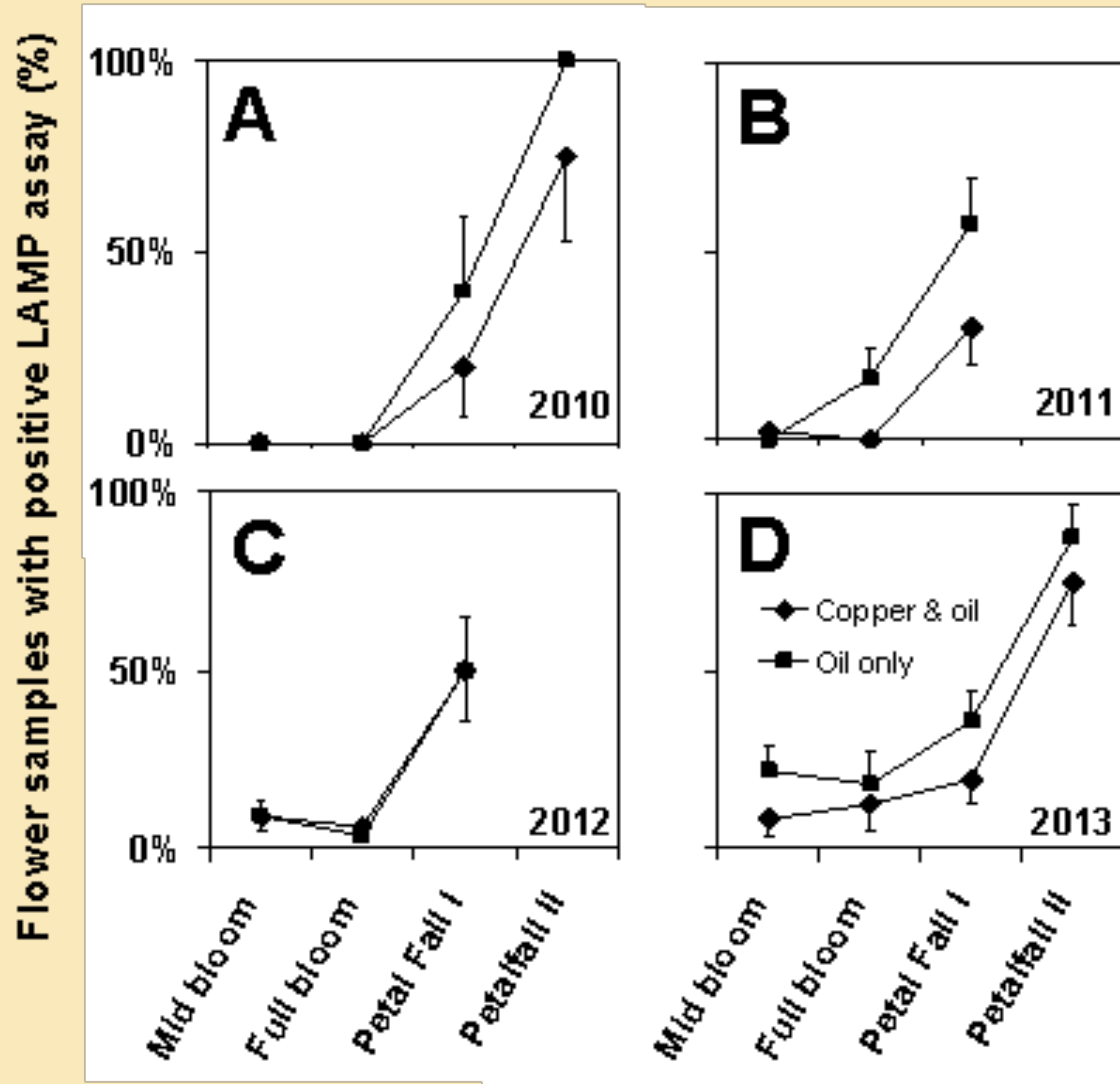 Flower samples with positive LAMP assay (%)
100%
50%
0%
A
2010
B
2011
100%
50%
0%
C
2012
D
Copper & oil
Oil only
2013
Mid bloom
Full bloom
Petal Fall I
Petalfall II
Mid bloom
Full bloom
Petal Fall I
Petalfall II